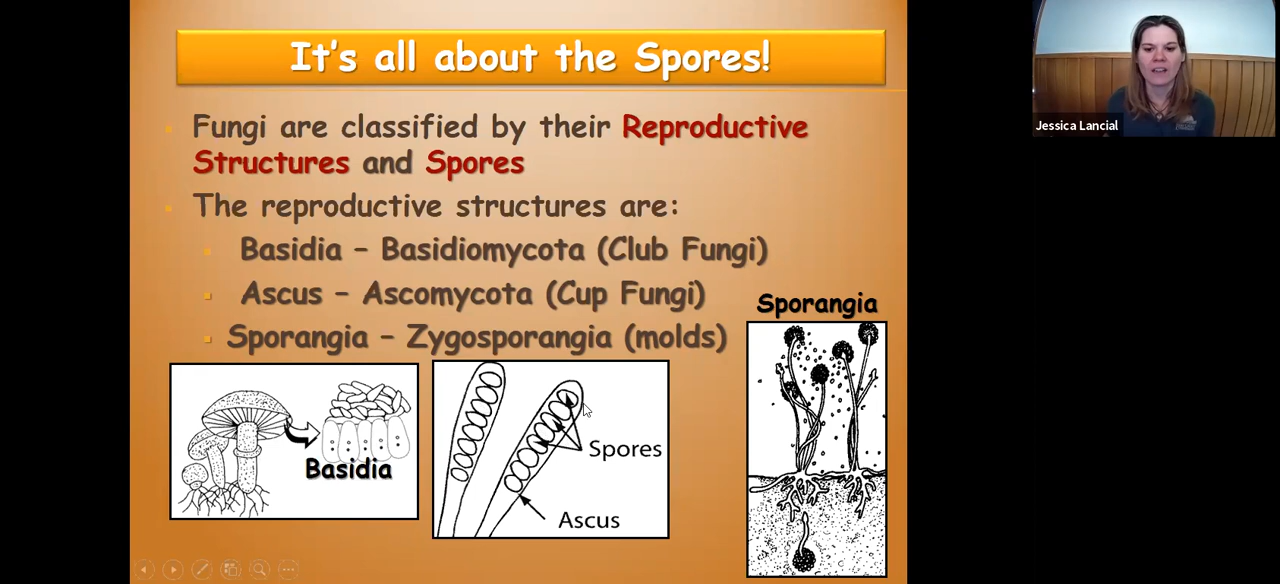 It's all about the Spores!
Jessica Lancial
Fungi are classified by their Reproductive
Structures and Spores
The reproductive structures are:
Basidia – Basidiomycota (Club Fungi)
Ascus – Ascomycota (Cup Fungi)
Sporangia – Zygosporangia (molds)
Sporangia
Basidia
Spores
Ascus